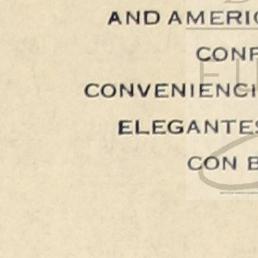 AND AMERIC
CONF
CONVENIENCI
ELEGANTES
CON B